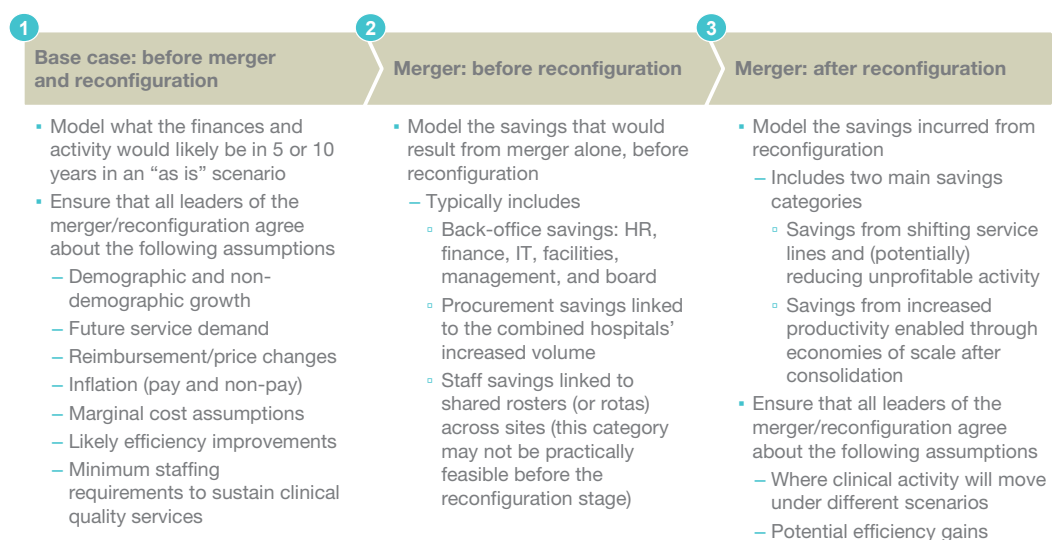 1
Base case: before merger
and reconfiguration
▪ Model what the finances and
activity would likely be in 5 or 10
years in an “as is” scenario
▪ Ensure that all leaders of the
merger/reconfiguration agree
about the following assumptions
– Demographic and non-
demographic growth
– Future service demand
– Reimbursement/price changes
– Inflation (pay and non-pay)
– Marginal cost assumptions
– Likely efficiency improvements
– Minimum staffing
requirements to sustain clinical
quality services
2
Merger: before reconfiguration
▪ Model the savings that would
result from merger alone, before
reconfiguration
– Typically includes
▫ Back-office savings: HR,
finance, IT, facilities,
management, and board
▫ Procurement savings linked
to the combined hospitals’
increased volume
▫ Staff savings linked to
shared rosters (or rotas)
across sites (this category
may not be practically
feasible before the
reconfiguration stage)
3
Merger: after reconfiguration
▪ Model the savings incurred from
reconfiguration
– Includes two main savings
categories
▫ Savings from shifting service
lines and (potentially)
reducing unprofitable activity
▫ Savings from increased
productivity enabled through
economies of scale after
consolidation
▪ Ensure that all leaders of the
merger/reconfiguration agree
about the following assumptions
– Where clinical activity will move
under different scenarios
– Potential efficiency gains